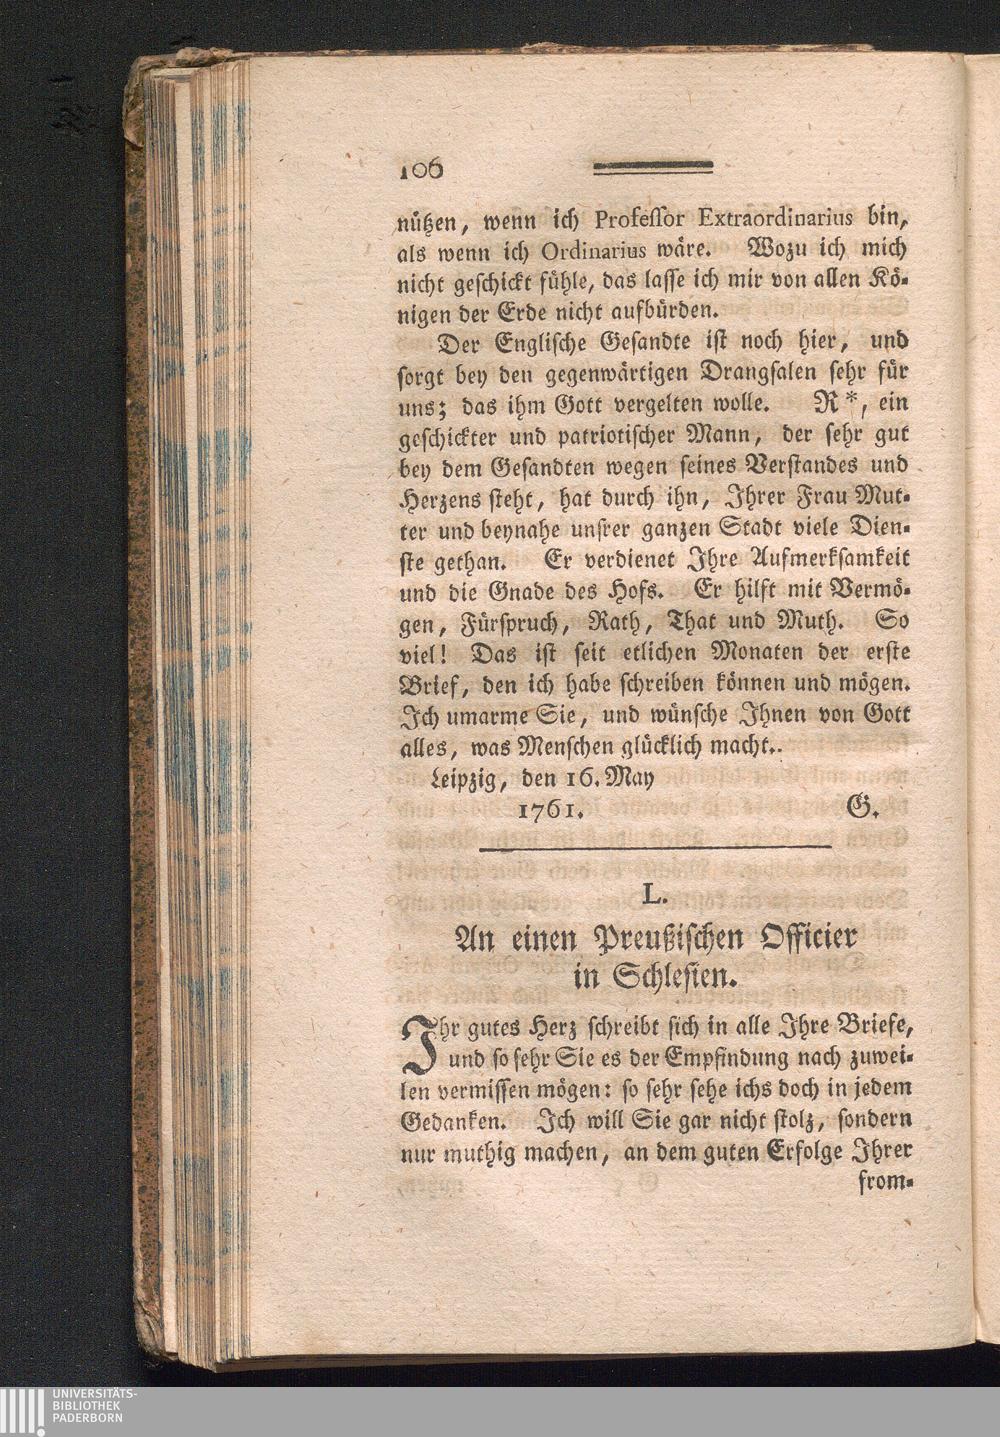 106
nützen, wenn ich Professor Extraordinarius bin,
als wenn ich Ordinarius wäre. Wozu ich mich
nicht geschickt fühle, das lasse ich mir von allen Kö-
nigen der Erde nicht aufbürden.
Der Englische Gesandte ist noch hier, und
sorgt bey den gegenwärtigen Drangsalen sehr für
uns; das ihm Gott vergelten wolle. R*, ein
geschickter und patriotischer Mann, der sehr gut
bey dem Gesandten wegen seines Verstandes und
Herzens steht, hat durch ihn, Ihrer Frau Mut-
ter und beynahe unsrer ganzen Stadt viele Dien-
ste gethan. Er verdienet Ihre Aufmerksamkeit
und die Gnade des Hofs. Er hilft mit Vermö-
gen, Fürspruch, Rath, That und Muth. So
viel! Das ist seit etlichen Monaten der erste
Brief, den ich habe schreiben können und mögen.
Ich umarme Sie, und wünsche Ihnen von Gott
alles, was Menschen glücklich macht.
Leipzig, den 16. May
1761. G.
L.
An einen Preußischen Officier
in Schlesien.
Ihr gutes Herz schreibt sich in alle Ihre Briefe,
und so sehr Sie es der Empfindung nach zuwei-
len vermissen mögen: so sehr sehe ichs doch in jedem
Gedanken. Ich will Sie gar nicht stolz, sondern
nur muthig machen, an dem guten Erfolge Ihrer
from-
UNIVERSITÄTS-
BIBLIOTHEK
PADERBORN